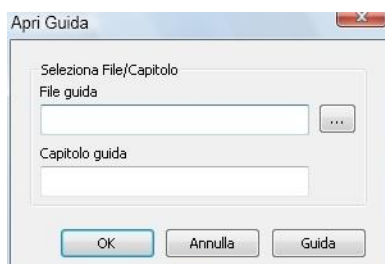 Apri Guida
Seleziona File/Capitolo
File guida
...
Capitolo guida
OK Annulla Guida